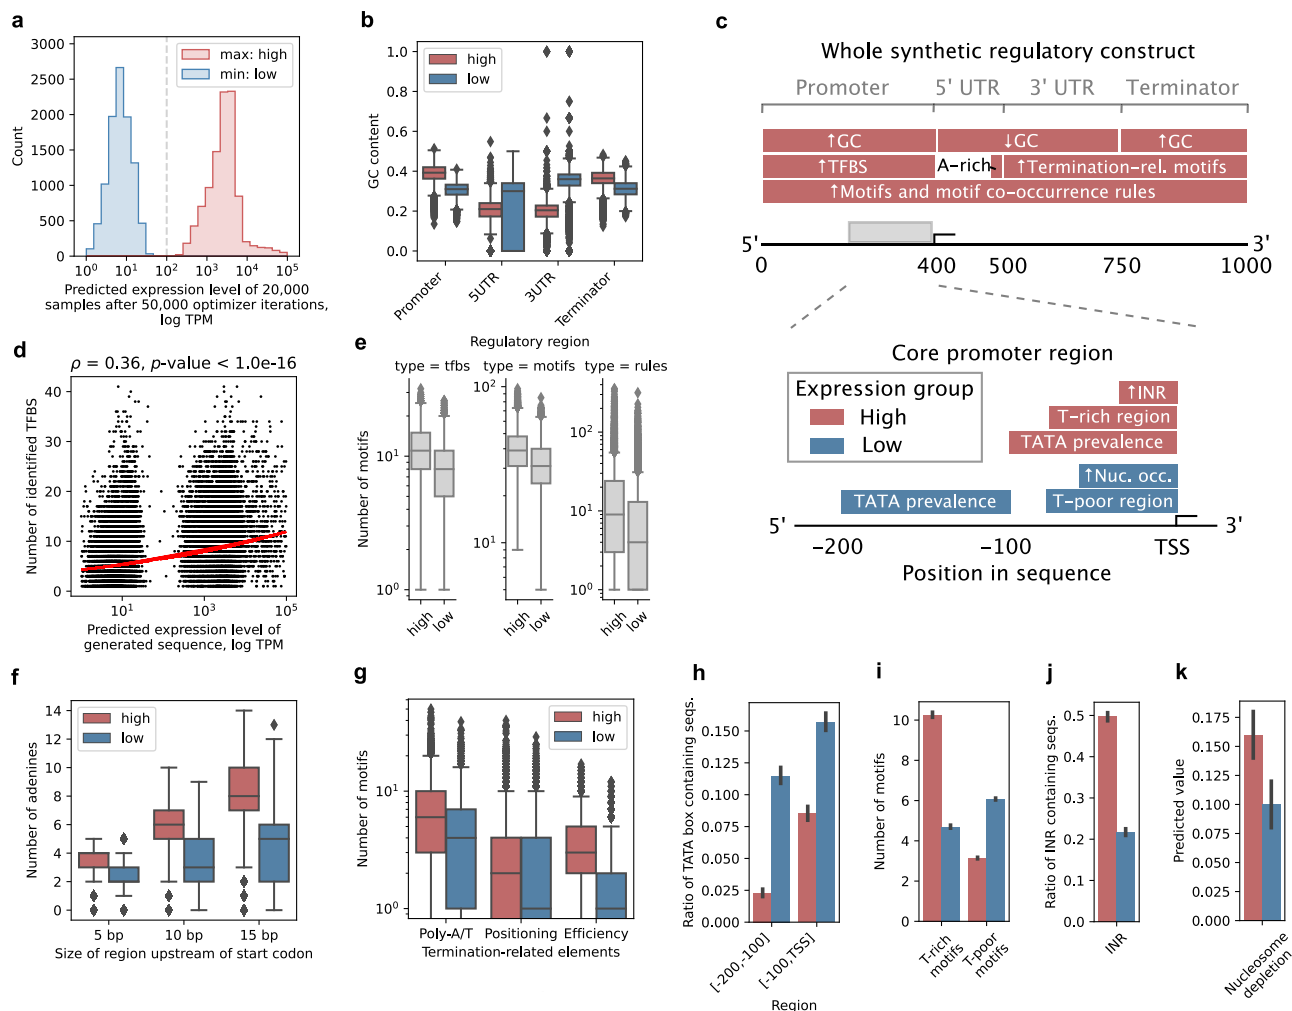 a
3000
2500
2000
1500
1000
500
0
Count
max: high
min: low
10⁰ 10¹ 10² 10³ 10⁴ 10⁵
Predicted expression level of 20,000
samples after 50,000 optimizer iterations,
log TPM
b
1.0
0.8
0.6
0.4
0.2
0.0
GC content
high
low
Promoter 5UTR 3UTR Terminator
Regulatory region
c
Whole synthetic regulatory construct
Promoter 5' UTR 3' UTR Terminator
↑GC ↓GC ↑GC
↑TFBS A-rich ↑Termination-rel. motifs
↑Motifs and motif co-occurrence rules
5' 3'
0 400 500 750 1000
Core promoter region
Expression group
High
Low
↑INR
T-rich region
TATA prevalence
↑Nuc. occ.
TATA prevalence T-poor region
5' 3'
−200 −100 TSS
Position in sequence
d
ρ = 0.36, p-value < 1.0e-16
40
35
30
25
20
15
10
5
0
Number of identified TFBS
10¹ 10³ 10⁵
Predicted expression level of
generated sequence, log TPM
e
type = tfbs type = motifs type = rules
Number of motifs
10¹
10⁰
10²
10¹
10²
10¹
10⁰
high low high low high low
f
14
12
10
8
6
4
2
0
Number of adenines
high
low
5 bp 10 bp 15 bp
Size of region upstream of start codon
g
10¹
10⁰
Number of motifs
high
low
Poly-A/T Positioning Efficiency
Termination-related elements
h
0.150
0.125
0.100
0.075
0.050
0.025
0.000
Ratio of TATA box containing seqs.
[-200,-100] [-100,TSS]
Region
i
10
8
6
4
2
0
Number of motifs
T-rich
motifs
T-poor
motifs
j
0.5
0.4
0.3
0.2
0.1
0.0
Ratio of INR containing seqs.
INR
k
0.175
0.150
0.125
0.100
0.075
0.050
0.025
0.000
Predicted value
Nucleosome
depletion